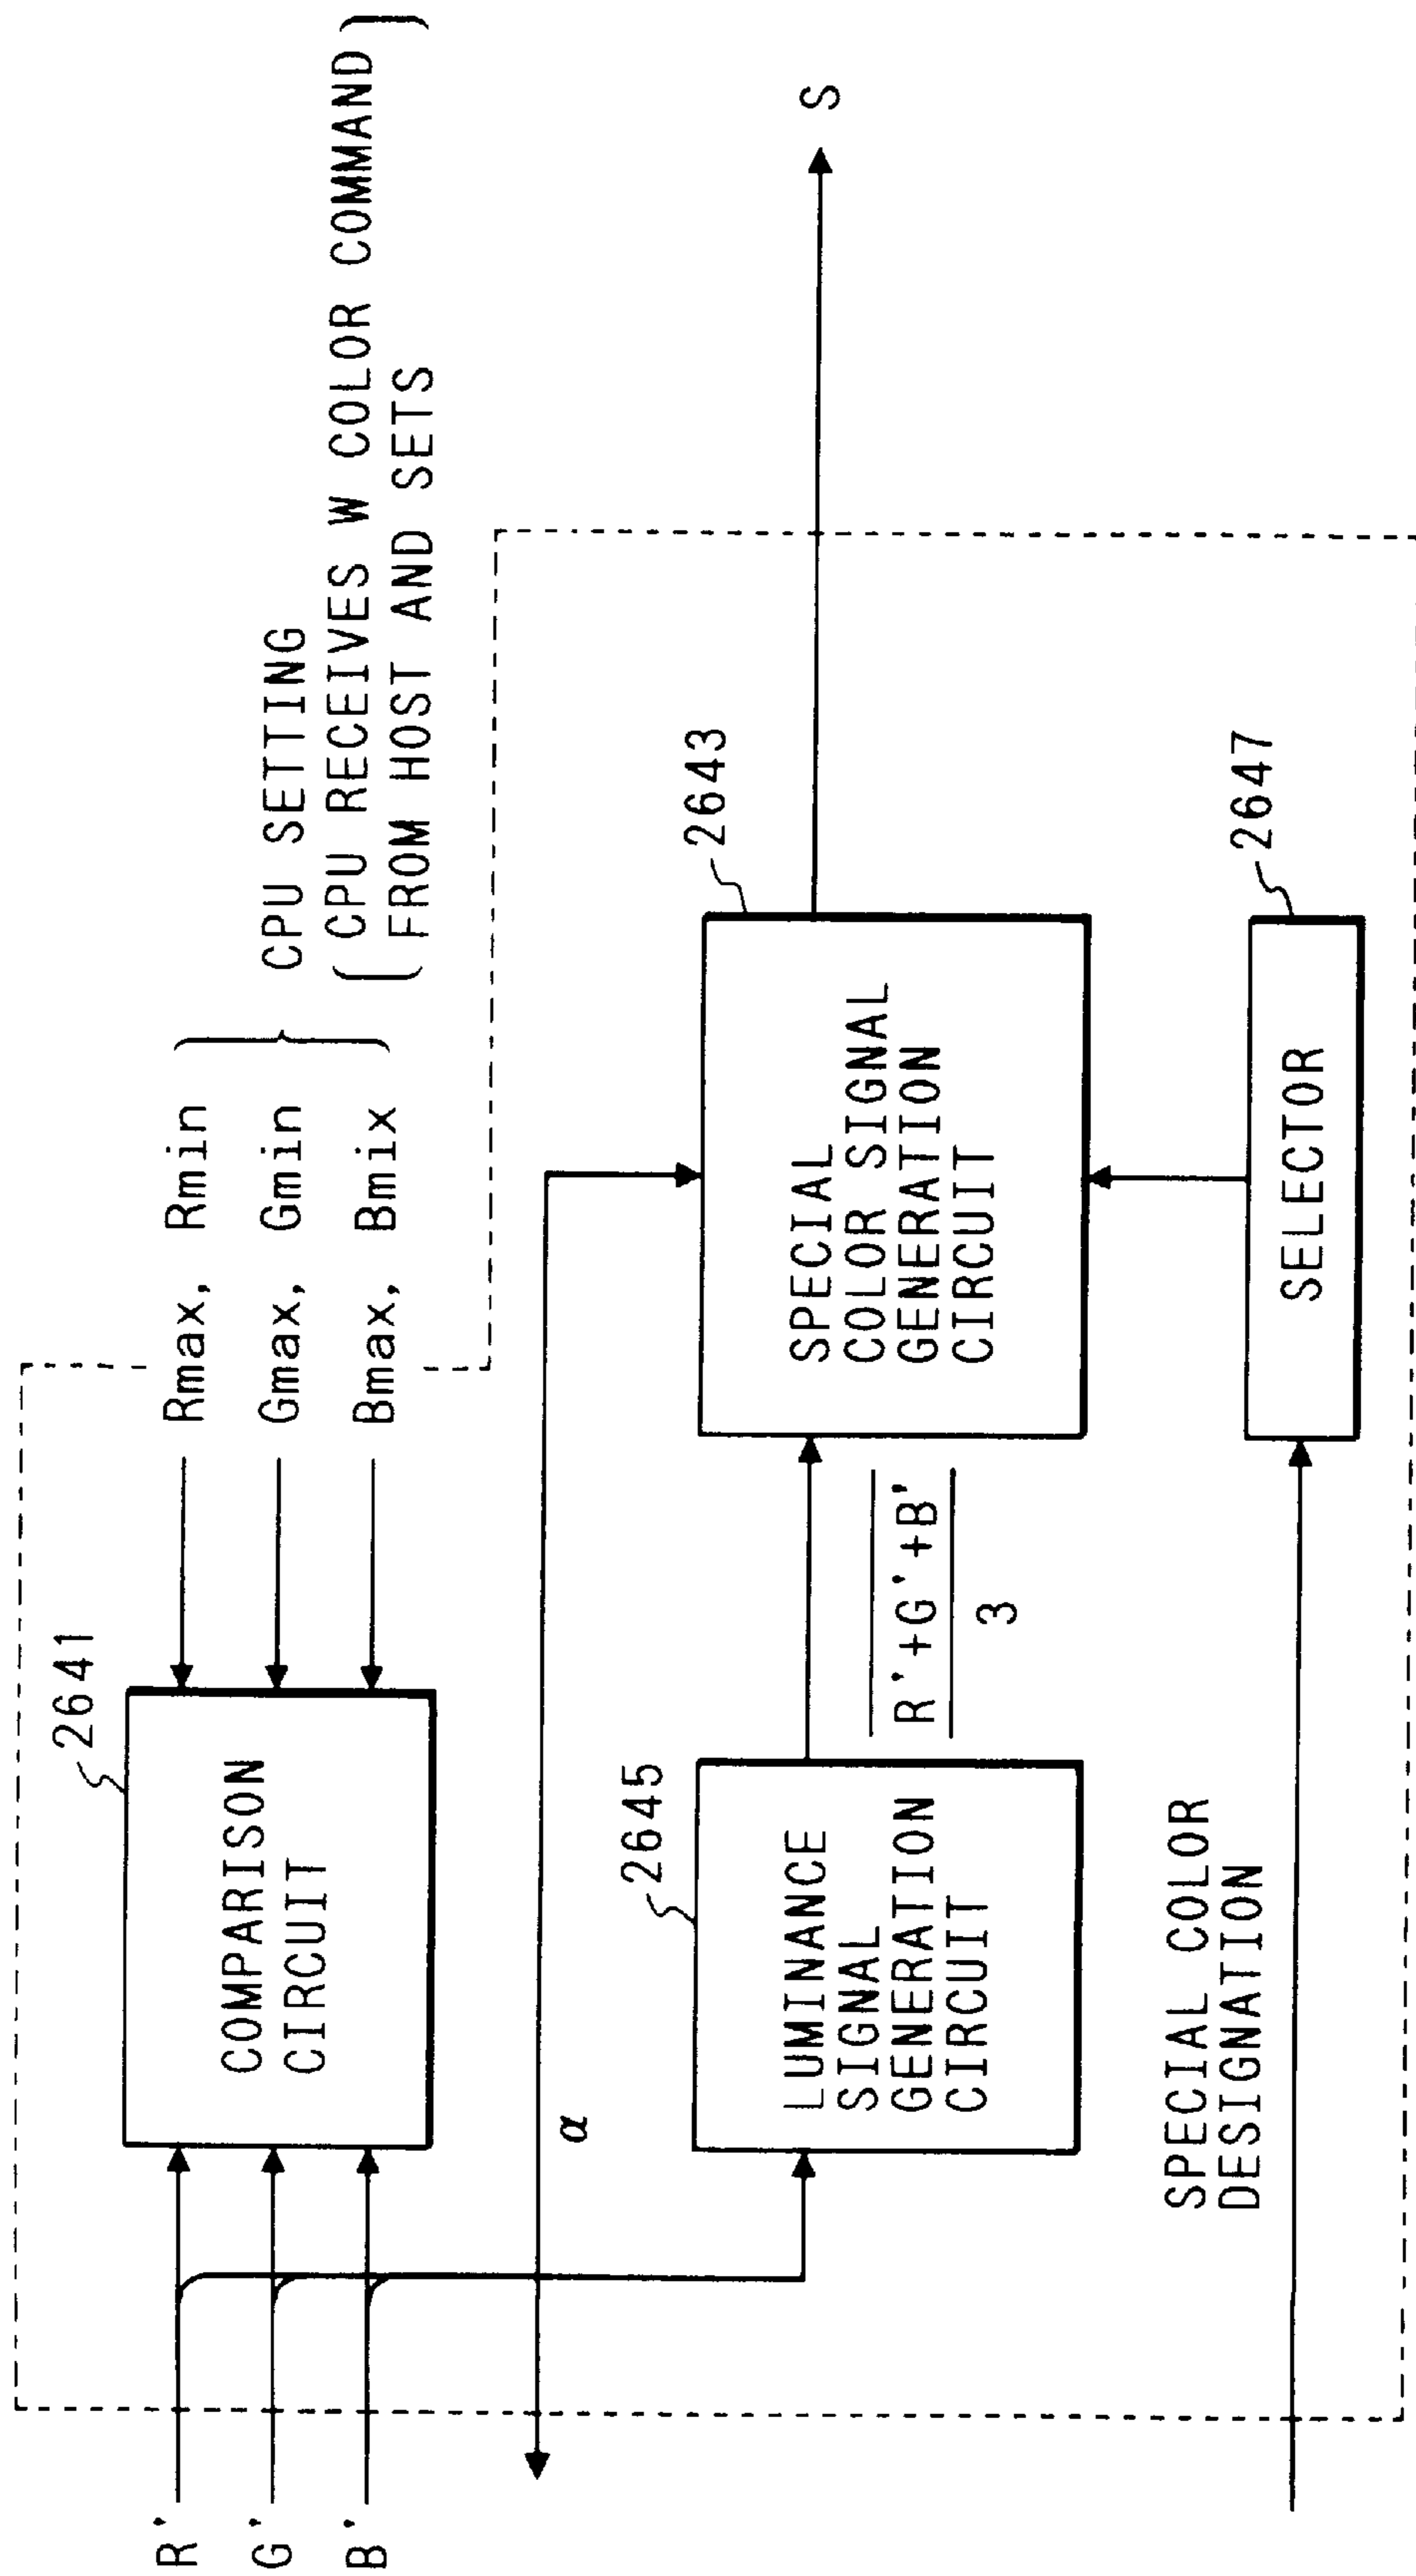 R'
G'
B'
2641
COMPARISON
CIRCUIT
Rmax, Rmin
Gmax, Gmin
Bmax, Bmix
CPU SETTING
(CPU RECEIVES W COLOR COMMAND
FROM HOST AND SETS)
α
2645
LUMINANCE
SIGNAL
GENERATION
CIRCUIT
R'+G'+B'
3
2643
SPECIAL
COLOR SIGNAL
GENERATION
CIRCUIT
S
SPECIAL COLOR
DESIGNATION
2647
SELECTOR